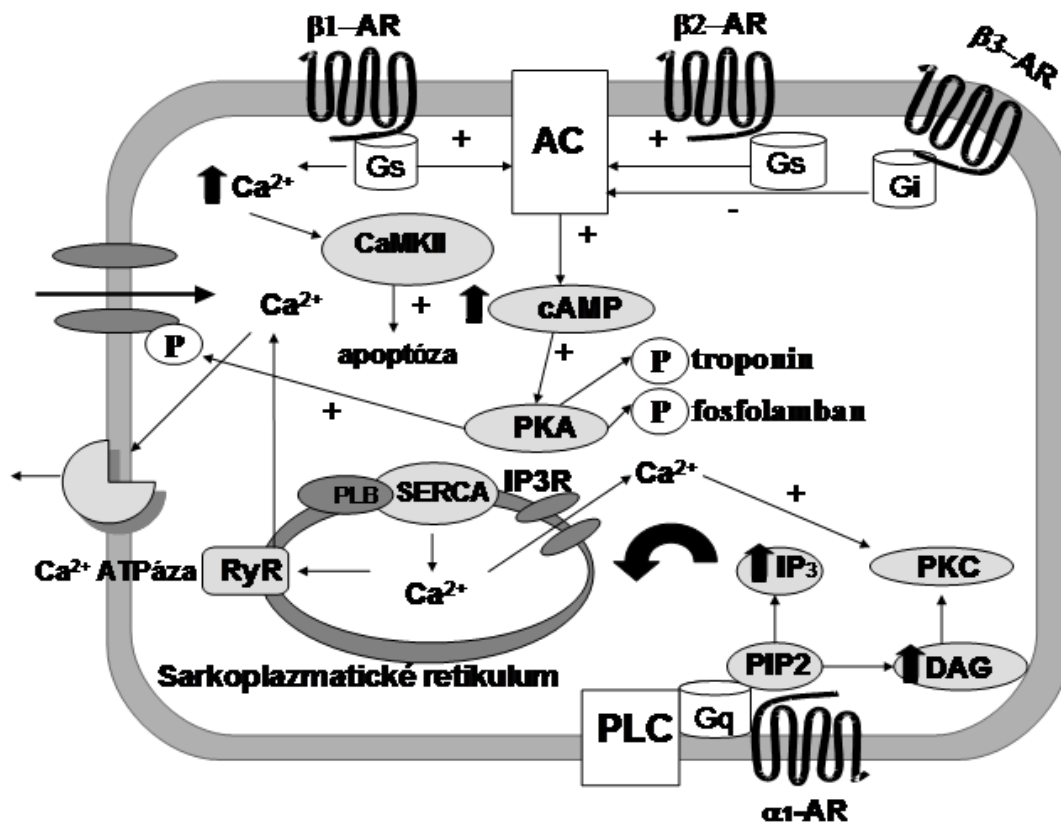 β1–AR
β2–AR
β3–AR
AC
+
+
Gs
Gs
Gi
-
Ca²⁺
CaMKII
+
+
cAMP
Ca²⁺
apoptóza
+
P
P troponin
+
PKA
P fosfolamban
PLB
SERCA
IP3R
Ca²⁺
+
Ca²⁺ ATPáza
RyR
Ca²⁺
IP₃
PKC
Sarkoplazmatické retikulum
PIP2
DAG
PLC
Gq
α1-AR